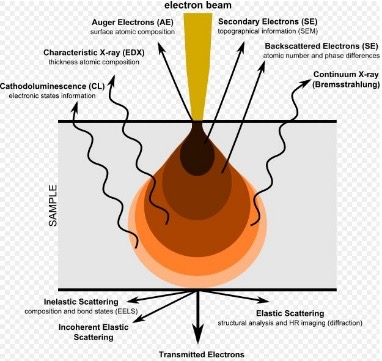 electron beam
Auger Electrons (AE)
surface atomic composition
Secondary Electrons (SE)
topographical information (SEM)
Characteristic X-ray (EDX)
thickness atomic composition
Backscattered Electrons (SE)
atomic number and phase differences
Cathodoluminescence (CL)
electronic states information
Continuum X-ray
(Bremsstrahlung)
SAMPLE
Inelastic Scattering
composition and bond states (EELS)
Elastic Scattering
structural analysis and HR imaging (diffraction)
Incoherent Elastic
Scattering
Transmitted Electrons